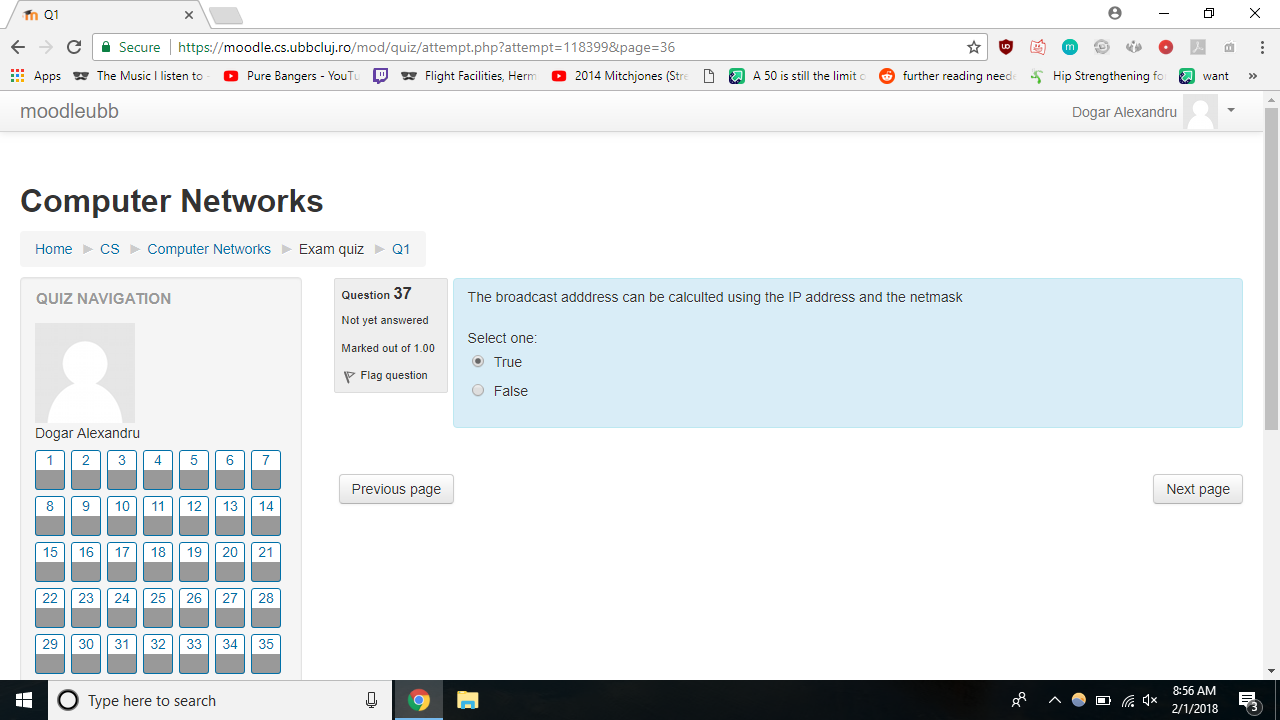 Q1
Secure
https://moodle.cs.ubbcluj.ro/mod/quiz/attempt.php?attempt=118399&page=36
Apps The Music I listen to - Pure Bangers - YouTu Flight Facilities, Herm 2014 Mitchjones (Stre A 50 is still the limit o further reading neede Hip Strengthening fo want »
moodleubb
Dogar Alexandru
Computer Networks
Home ► CS ► Computer Networks ► Exam quiz ► Q1
QUIZ NAVIGATION
Dogar Alexandru
1 2 3 4 5 6 7
8 9 10 11 12 13 14
15 16 17 18 19 20 21
22 23 24 25 26 27 28
29 30 31 32 33 34 35
Question 37
Not yet answered
Marked out of 1.00
Flag question
The broadcast adddress can be calculted using the IP address and the netmask
Select one:
True
False
Previous page
Next page
Type here to search
8:56 AM
2/1/2018
3